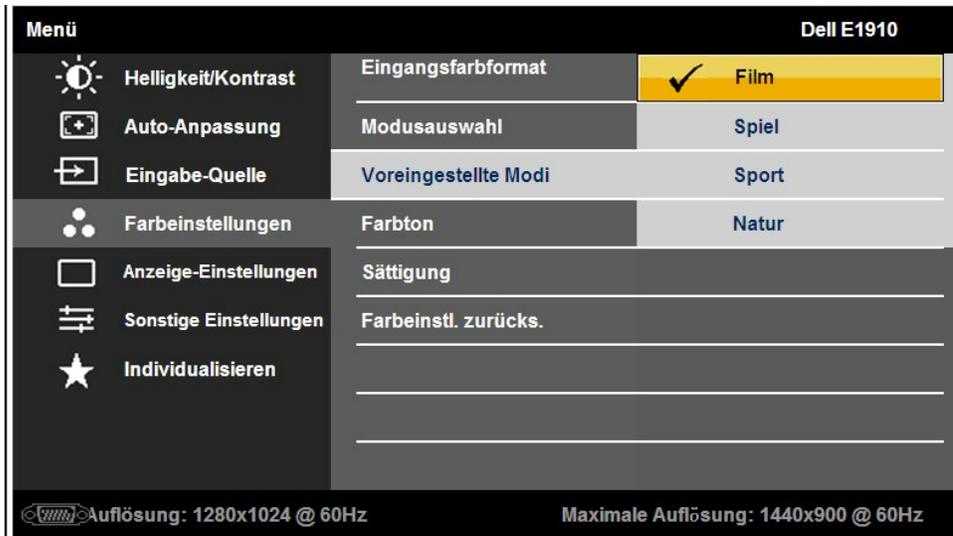 Menü
Dell E1910
Helligkeit/Kontrast
Auto-Anpassung
Eingabe-Quelle
Farbeinstellungen
Anzeige-Einstellungen
Sonstige Einstellungen
Individualisieren
Eingangsfarbformat
Modusauswahl
Voreingestellte Modi
Farbton
Sättigung
Farbeinstl. zurücks.
Film
Spiel
Sport
Natur
Auflösung: 1280x1024 @ 60Hz
Maximale Auflösung: 1440x900 @ 60Hz